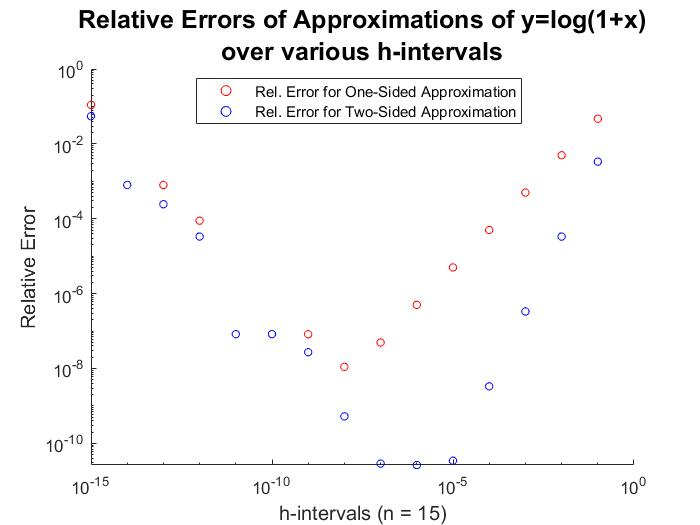 Relative Errors of Approximations of y=log(1+x)
over various h-intervals
10^0
Rel. Error for One-Sided Approximation
Rel. Error for Two-Sided Approximation
10^-2
10^-4
Relative Error
10^-6
10^-8
10^-10
10^-15 10^-10 10^-5 10^0
h-intervals (n = 15)